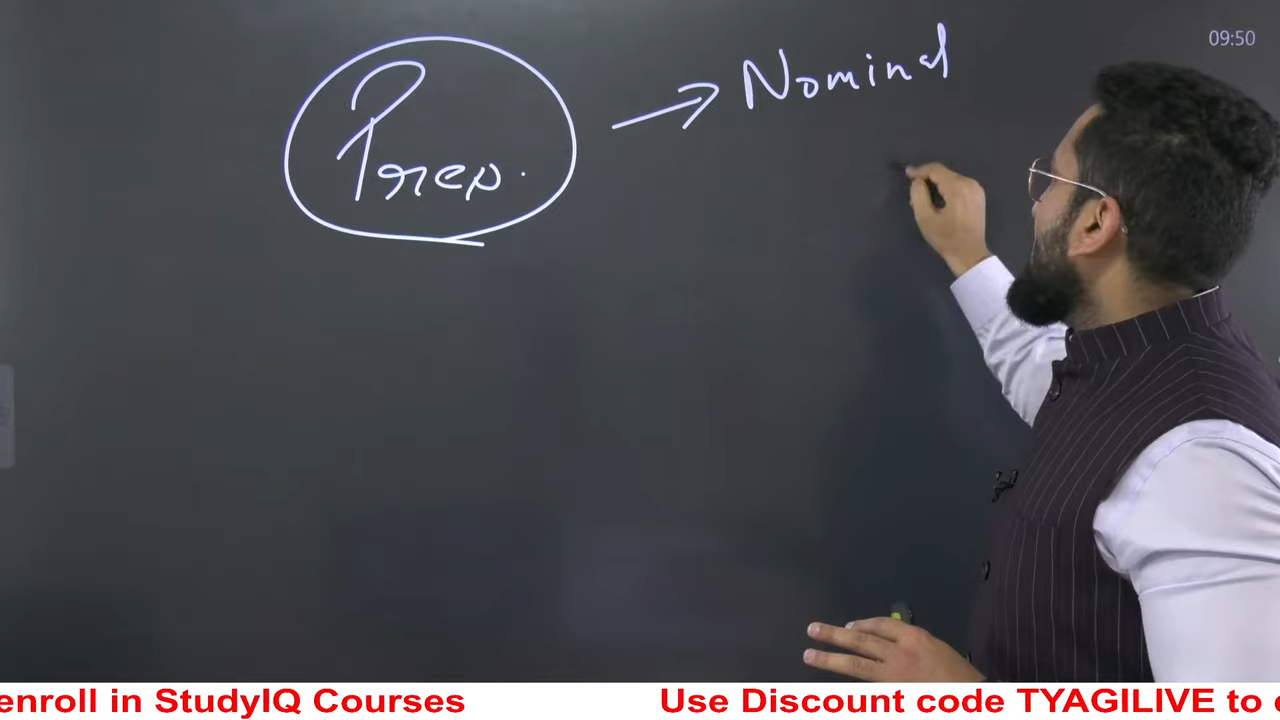 09:50
Prep.
→ Nominal
enroll in StudyIQ Courses Use Discount code TYAGILIVE to